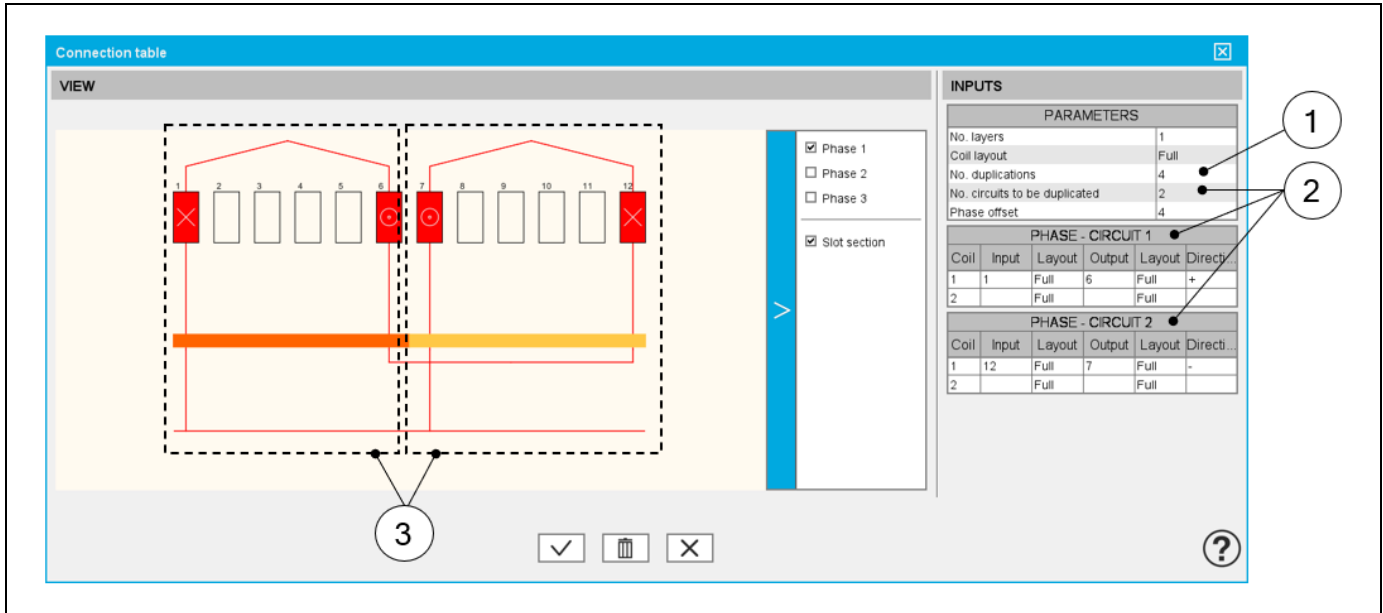 Connection table
VIEW
1 2 3 4 5 6 7 8 9 10 11 12
Phase 1
Phase 2
Phase 3
Slot section
>
3
?
INPUTS
PARAMETERS
No. layers 1
Coil layout Full
No. duplications 4
No. circuits to be duplicated 2
Phase offset 4
PHASE - CIRCUIT 1
Coil Input Layout Output Layout Directi...
1 1 Full 6 Full +
2 Full Full
PHASE - CIRCUIT 2
Coil Input Layout Output Layout Directi...
1 12 Full 7 Full -
2 Full Full
1
2